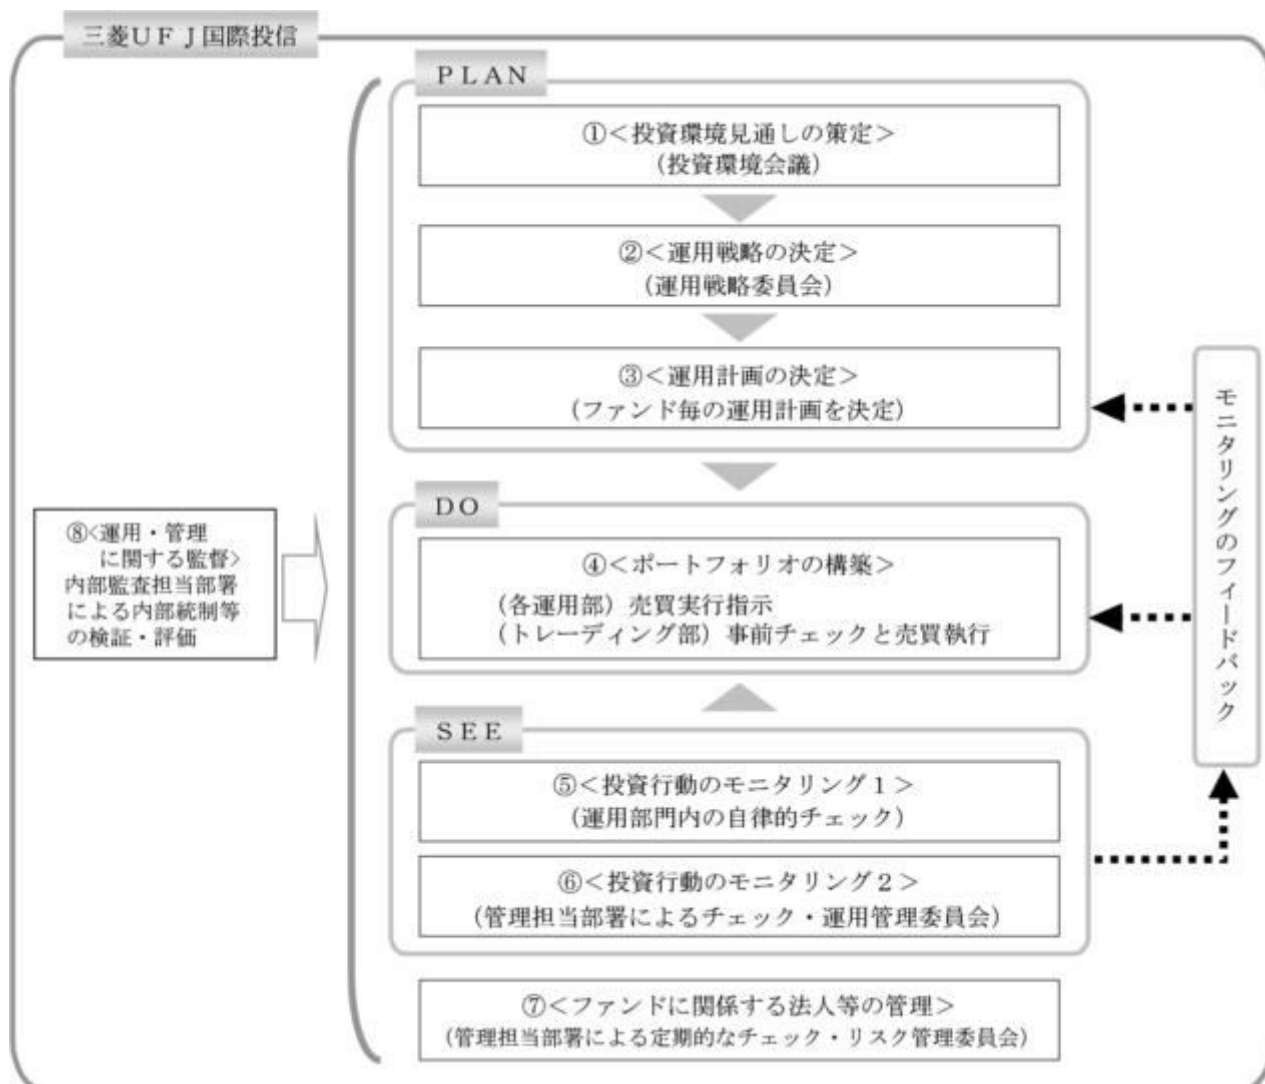 三菱ＵＦＪ国際投信
ＰＬＡＮ
①＜投資環境見通しの策定＞
（投資環境会議）
②＜運用戦略の決定＞
（運用戦略委員会）
③＜運用計画の決定＞
（ファンド毎の運用計画を決定）
ＤＯ
④＜ポートフォリオの構築＞
（各運用部）売買実行指示
（トレーディング部）事前チェックと売買執行
ＳＥＥ
⑤＜投資行動のモニタリング１＞
（運用部門内の自律的チェック）
⑥＜投資行動のモニタリング２＞
（管理担当部署によるチェック・運用管理委員会）
⑦＜ファンドに関係する法人等の管理＞
（管理担当部署による定期的なチェック・リスク管理委員会）
⑧<運用・管理
に関する監督>
内部監査担当部署
による内部統制等
の検証・評価
モニタリングのフィードバック